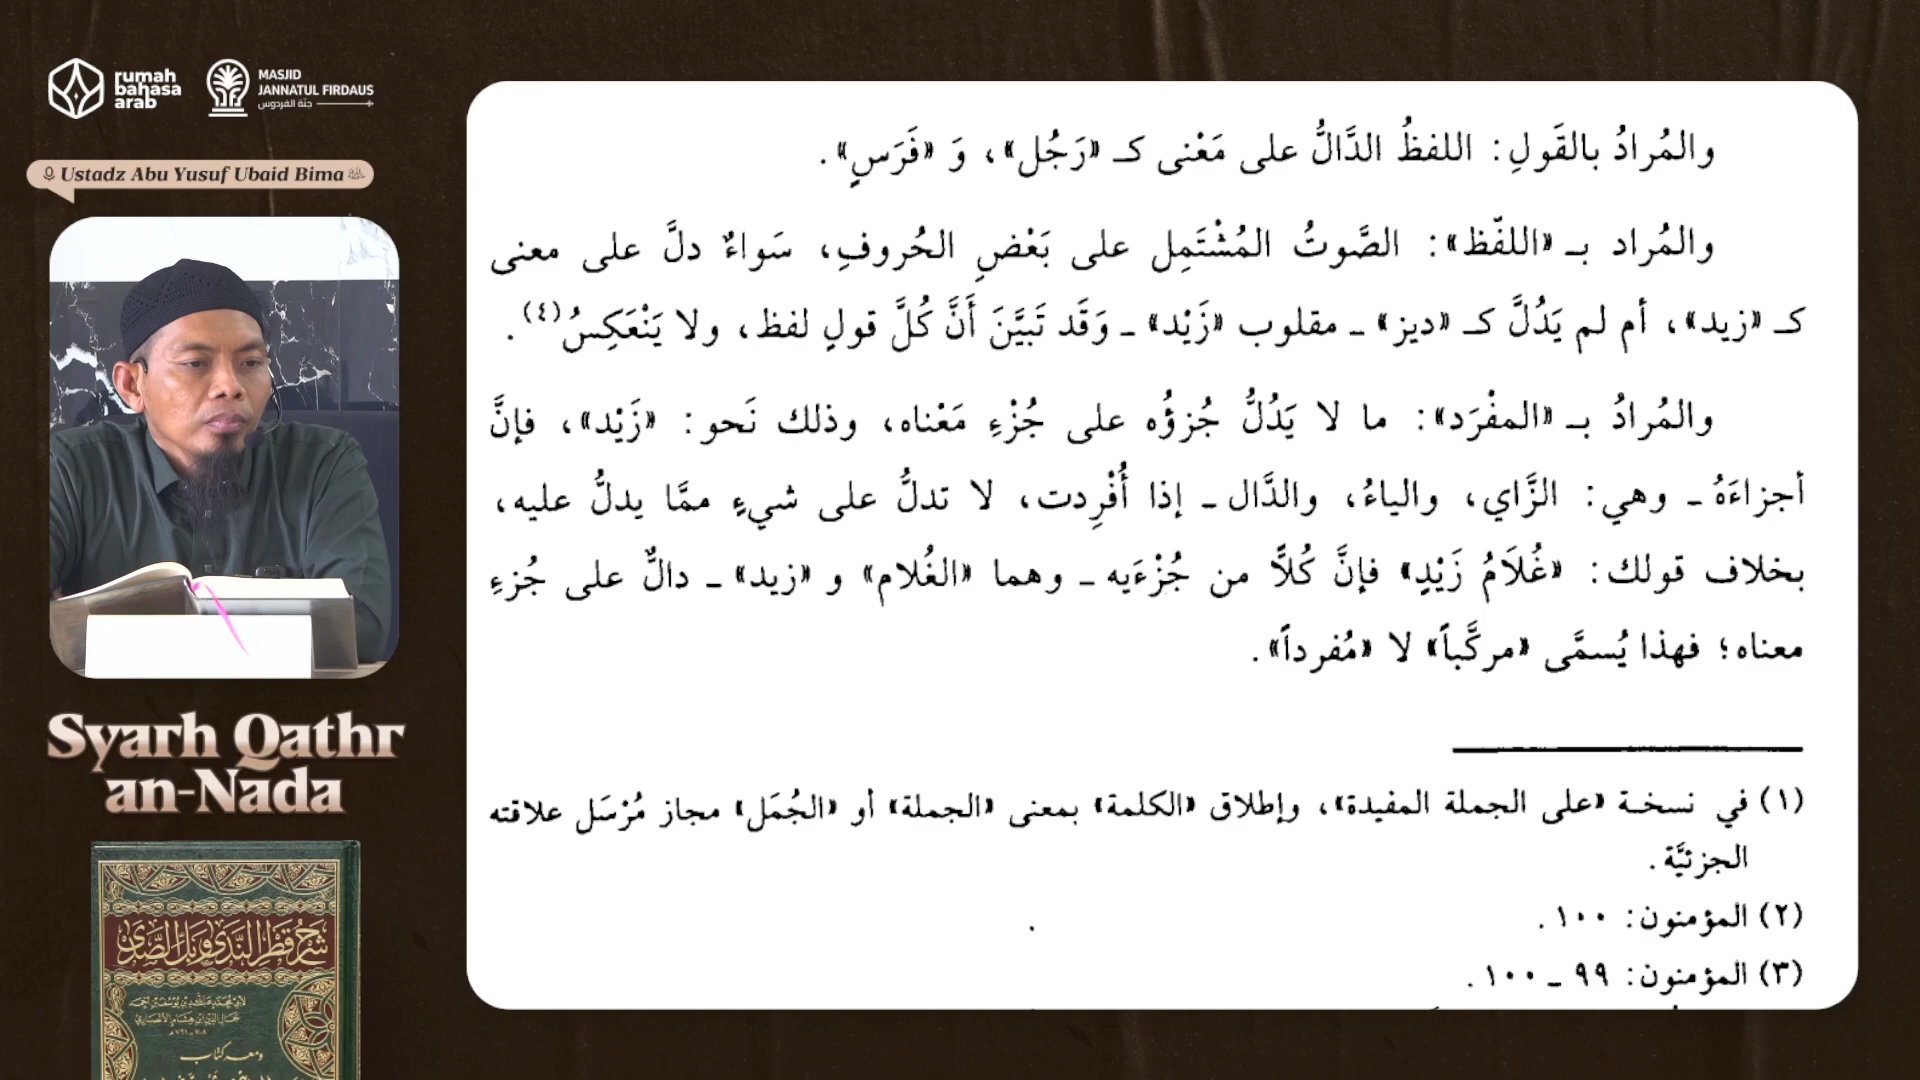 rumah
bahasa
arab
MASJID
JANNATUL FIRDAUS
جنة الفردوس
Ustadz Abu Yusuf Ubaid Bima
Syarh Qathr
an-Nada
شرح قطر الندى وبل الصدى
ومعه كتاب
والمُرادُ بالقَولِ: اللفظُ الدَّالُّ على مَعْنى كـ «رَجُل»، وَ «فَرَسٍ».
والمُراد بـ «اللفّظ»: الصَّوتُ المُشْتَمِل على بَعْضِ الحُروفِ، سَواءٌ دلَّ على معنى
كـ «زيد»، أم لم يَدُلَّ كـ «ديز» ـ مقلوب «زَيْد» ـ وَقَد تَبيَّنَ أَنَّ كُلَّ قولٍ لفظ، ولا يَنْعَكِسُ(٤).
والمُرادُ بـ «المفْرَد»: ما لا يَدُلُّ جُزؤُه على جُزْءِ مَعْناه، وذلك نَحو: «زَيْد»، فإنَّ
أجزاءَهُ ـ وهي: الزَّاي، والياءُ، والدَّال ـ إذا أُفْرِدت، لا تدلُّ على شيءٍ ممَّا يدلُّ عليه،
بخلاف قولك: «غُلَامُ زَيْدٍ» فإنَّ كُلاًّ من جُزْءَيه ـ وهما «الغُلام» و «زيد» ـ دالٌّ على جُزءِ
معناه؛ فهذا يُسمَّى «مركَّباً» لا «مُفرداً».
(١) في نسخة «على الجملة المفيدة»، وإطلاق «الكلمة» بمعنى «الجملة» أو «الجُمَل» مجاز مُرْسَل علاقته
الجزئيَّة.
(٢) المؤمنون: ١٠٠.
(٣) المؤمنون: ٩٩ ـ ١٠٠.